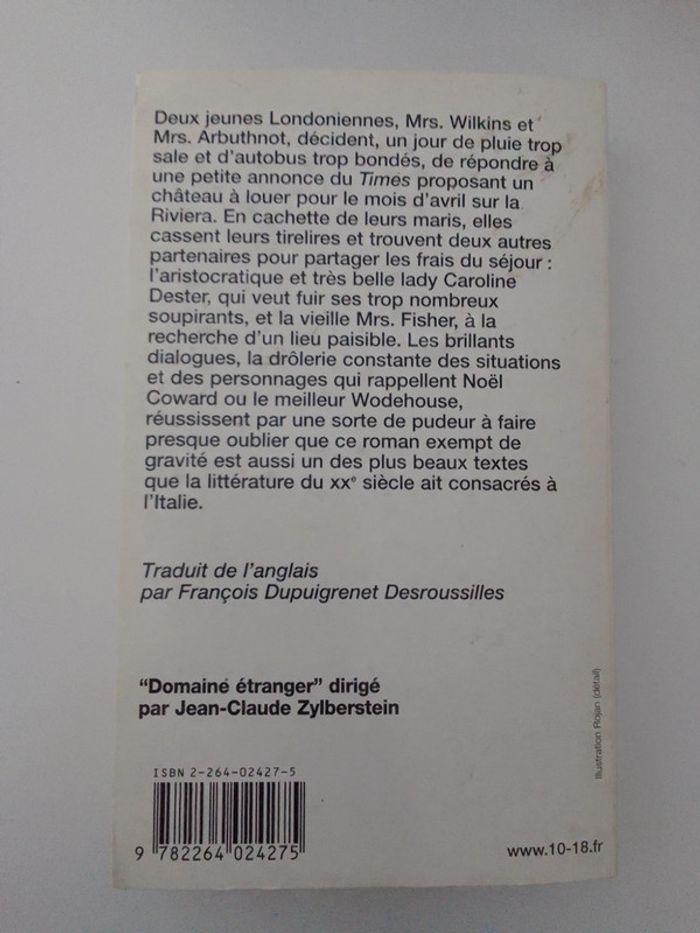 Deux jeunes Londoniennes, Mrs. Wilkins et
Mrs. Arbuthnot, décident, un jour de pluie trop
sale et d'autobus trop bondés, de répondre à
une petite annonce du Times proposant un
château à louer pour le mois d'avril sur la
Riviera. En cachette de leurs maris, elles
cassent leurs tirelires et trouvent deux autres
partenaires pour partager les frais du séjour :
l'aristocratique et très belle lady Caroline
Dester, qui veut fuir ses trop nombreux
soupirants, et la vieille Mrs. Fisher, à la
recherche d'un lieu paisible. Les brillants
dialogues, la drôlerie constante des situations
et des personnages qui rappellent Noël
Coward ou le meilleur Wodehouse,
réussissent par une sorte de pudeur à faire
presque oublier que ce roman exempt de
gravité est aussi un des plus beaux textes
que la littérature du XXe siècle ait consacrés à
l'Italie.
Traduit de l'anglais
par François Dupuigrenet Desroussilles
"Domaine étranger" dirigé
par Jean-Claude Zylberstein
Illustration Rojan (détail)
ISBN 2-264-02427-5
9 782264 024275
www.10-18.fr